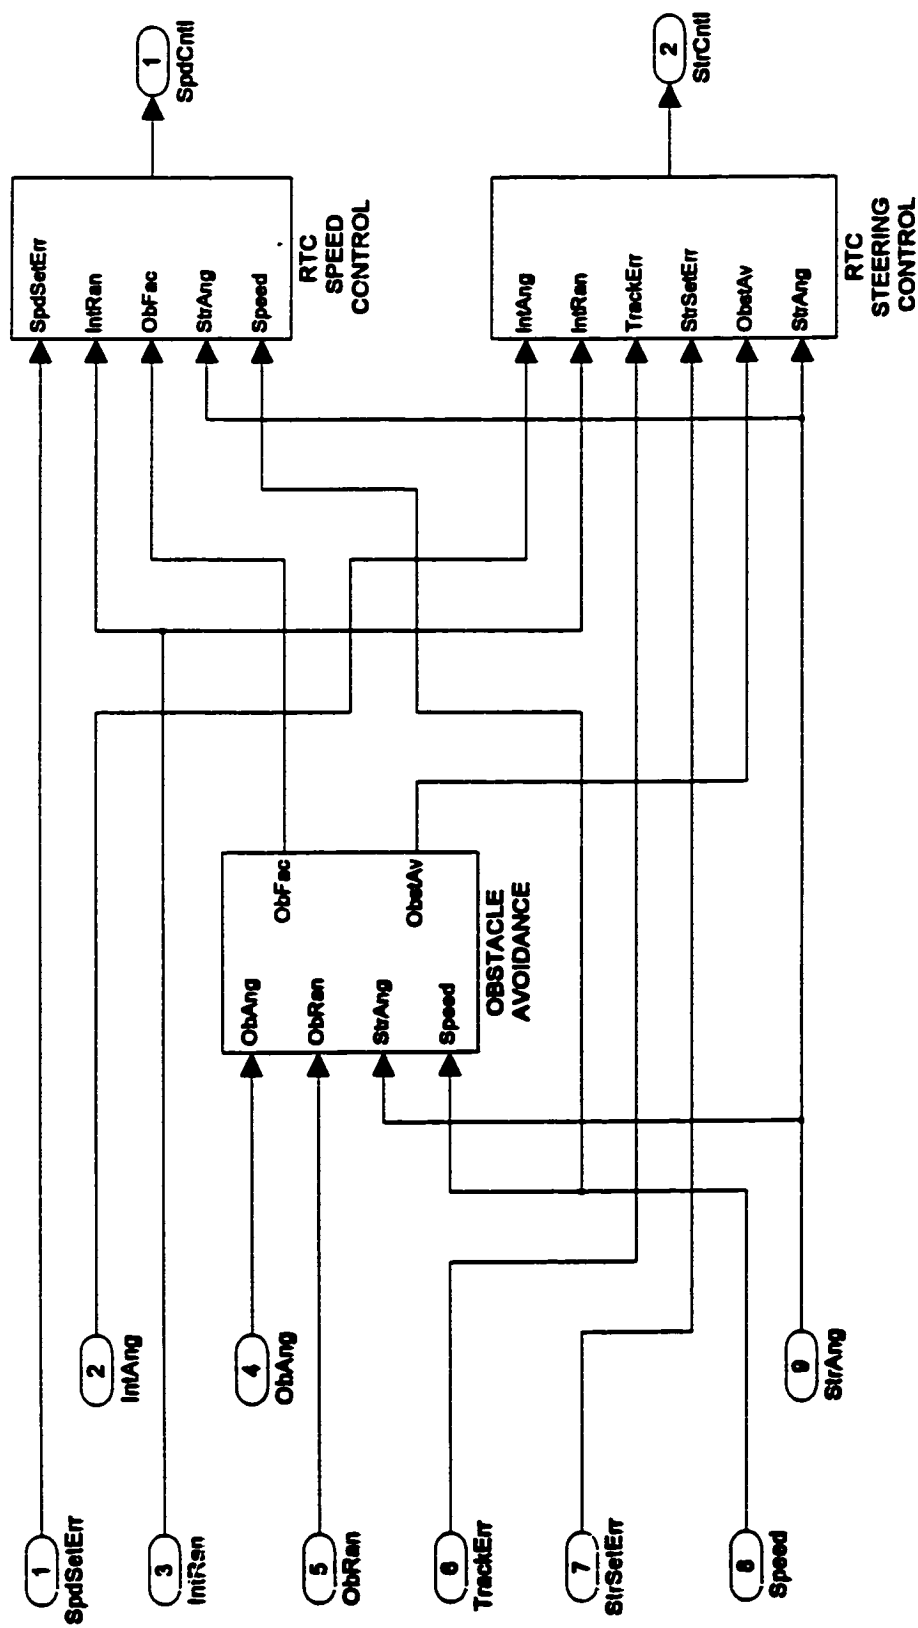 1
SpdSetErr
2
IntAng
3
IntRan
4
ObAng
5
ObRan
6
TrackErr
7
StrSetErr
8
Speed
9
StrAng
ObAng
ObRan
StrAng
Speed
ObFac
ObstAv
OBSTACLE
AVOIDANCE
SpdSetErr
IntRan
ObFac
StrAng
Speed
RTC
SPEED
CONTROL
1
SpdCntl
IntAng
IntRan
TrackErr
StrSetErr
ObstAv
StrAng
RTC
STEERING
CONTROL
2
StrCntl